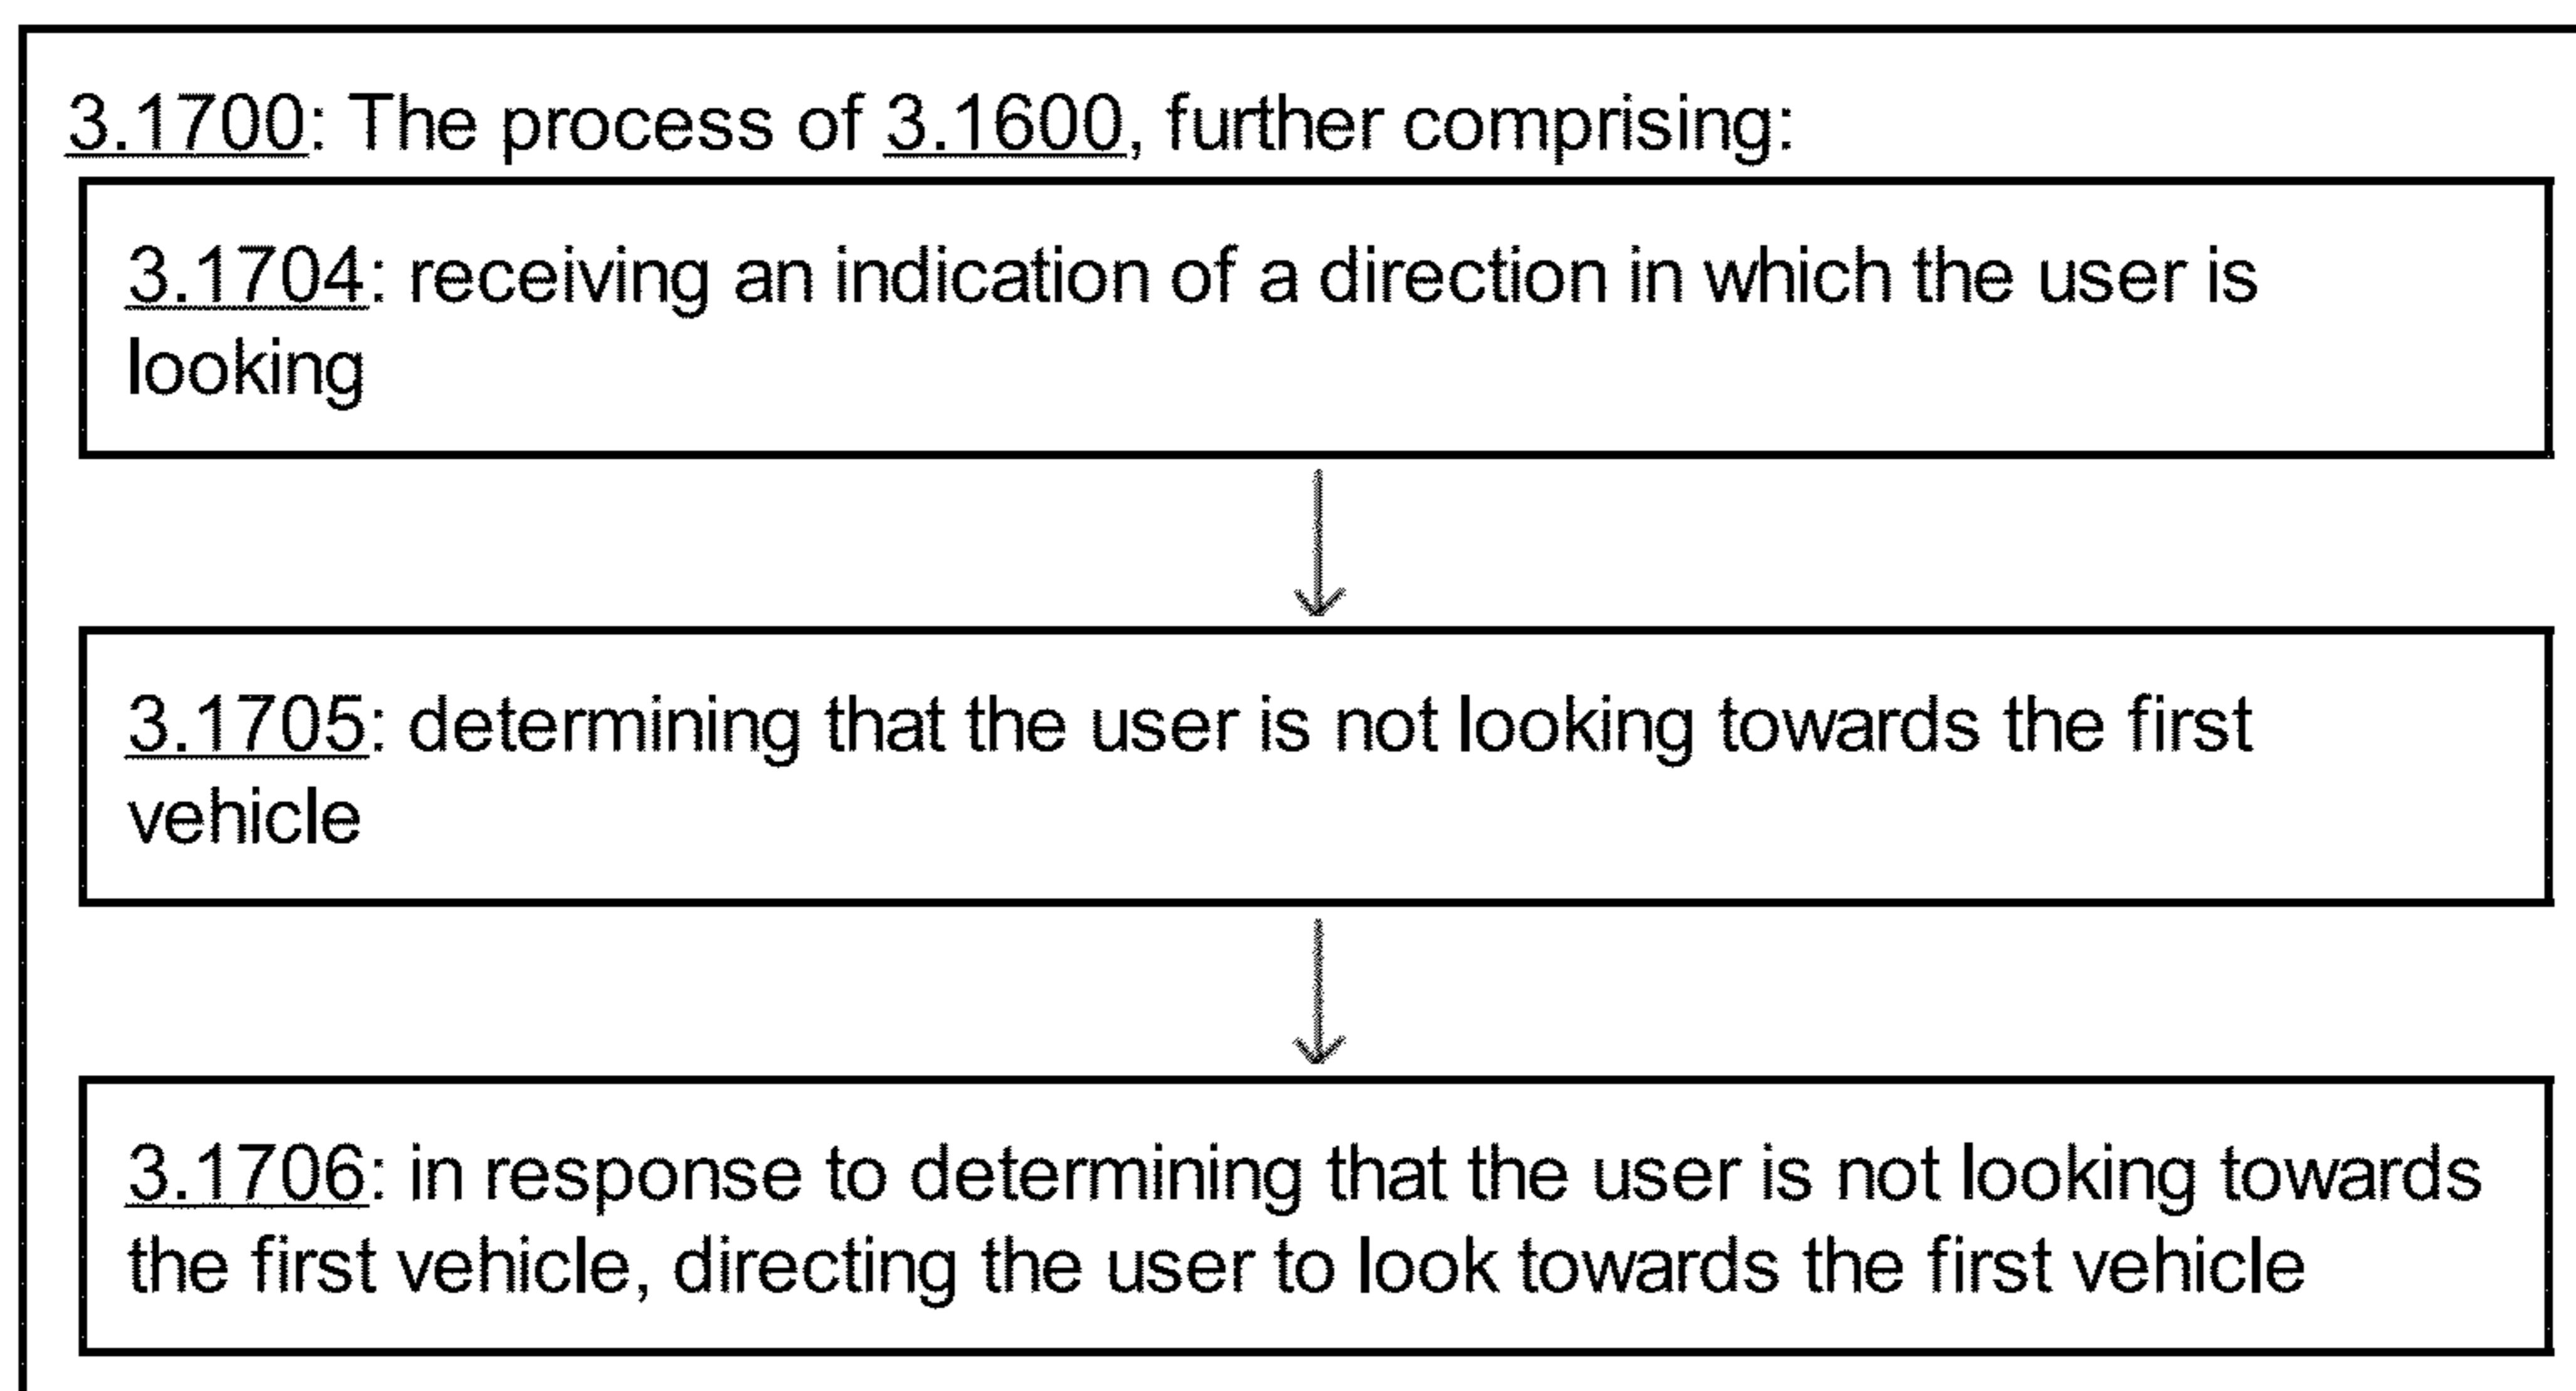 3.1700: The process of 3.1600, further comprising:
3.1704: receiving an indication of a direction in which the user is
looking
3.1705: determining that the user is not looking towards the first
vehicle
3.1706: in response to determining that the user is not looking towards
the first vehicle, directing the user to look towards the first vehicle